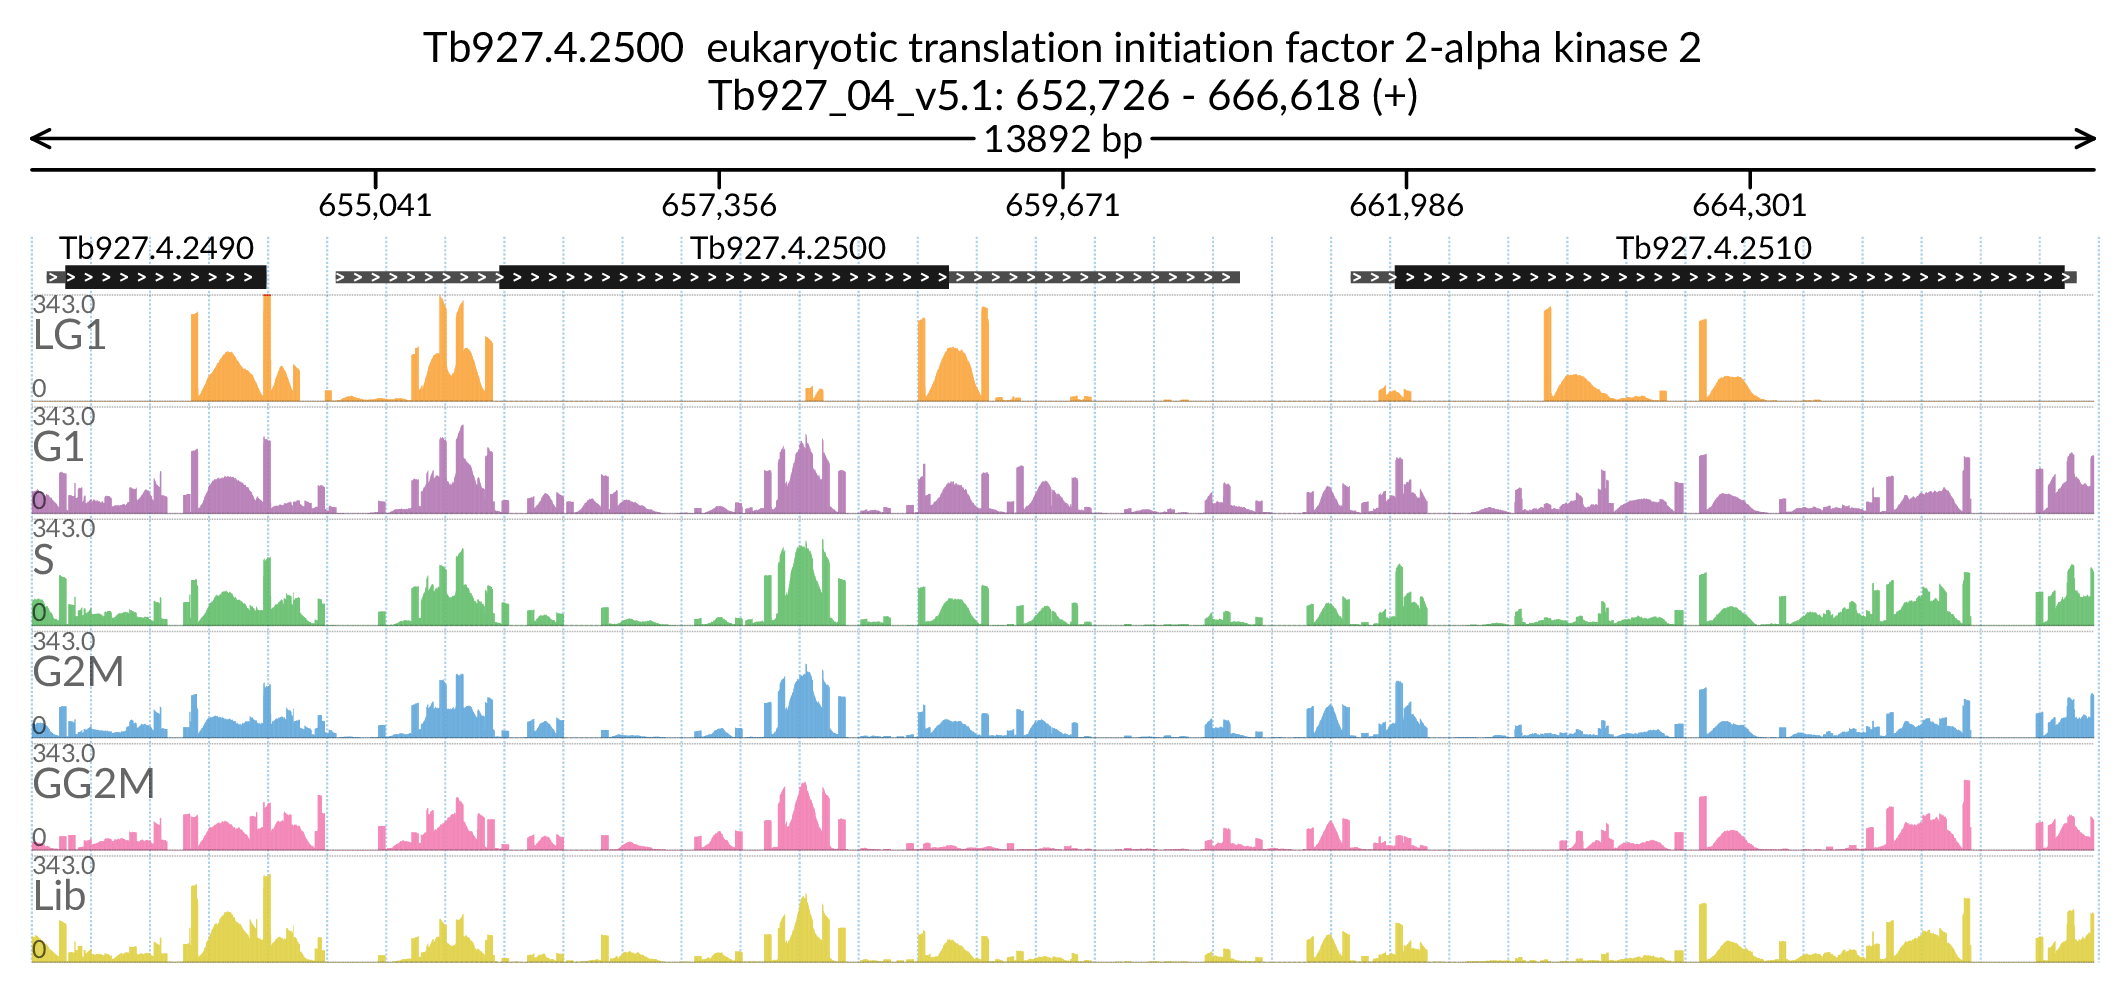 Tb927.4.2500 eukaryotic translation initiation factor 2-alpha kinase 2
Tb927_04_v5.1: 652,726 - 666,618 (+)
13892 bp
655,041 657,356 659,671 661,986 664,301
Tb927.4.2490 Tb927.4.2500 Tb927.4.2510
343.0
LG1
0
343.0
G1
0
343.0
S
0
343.0
G2M
0
343.0
GG2M
0
343.0
Lib
0